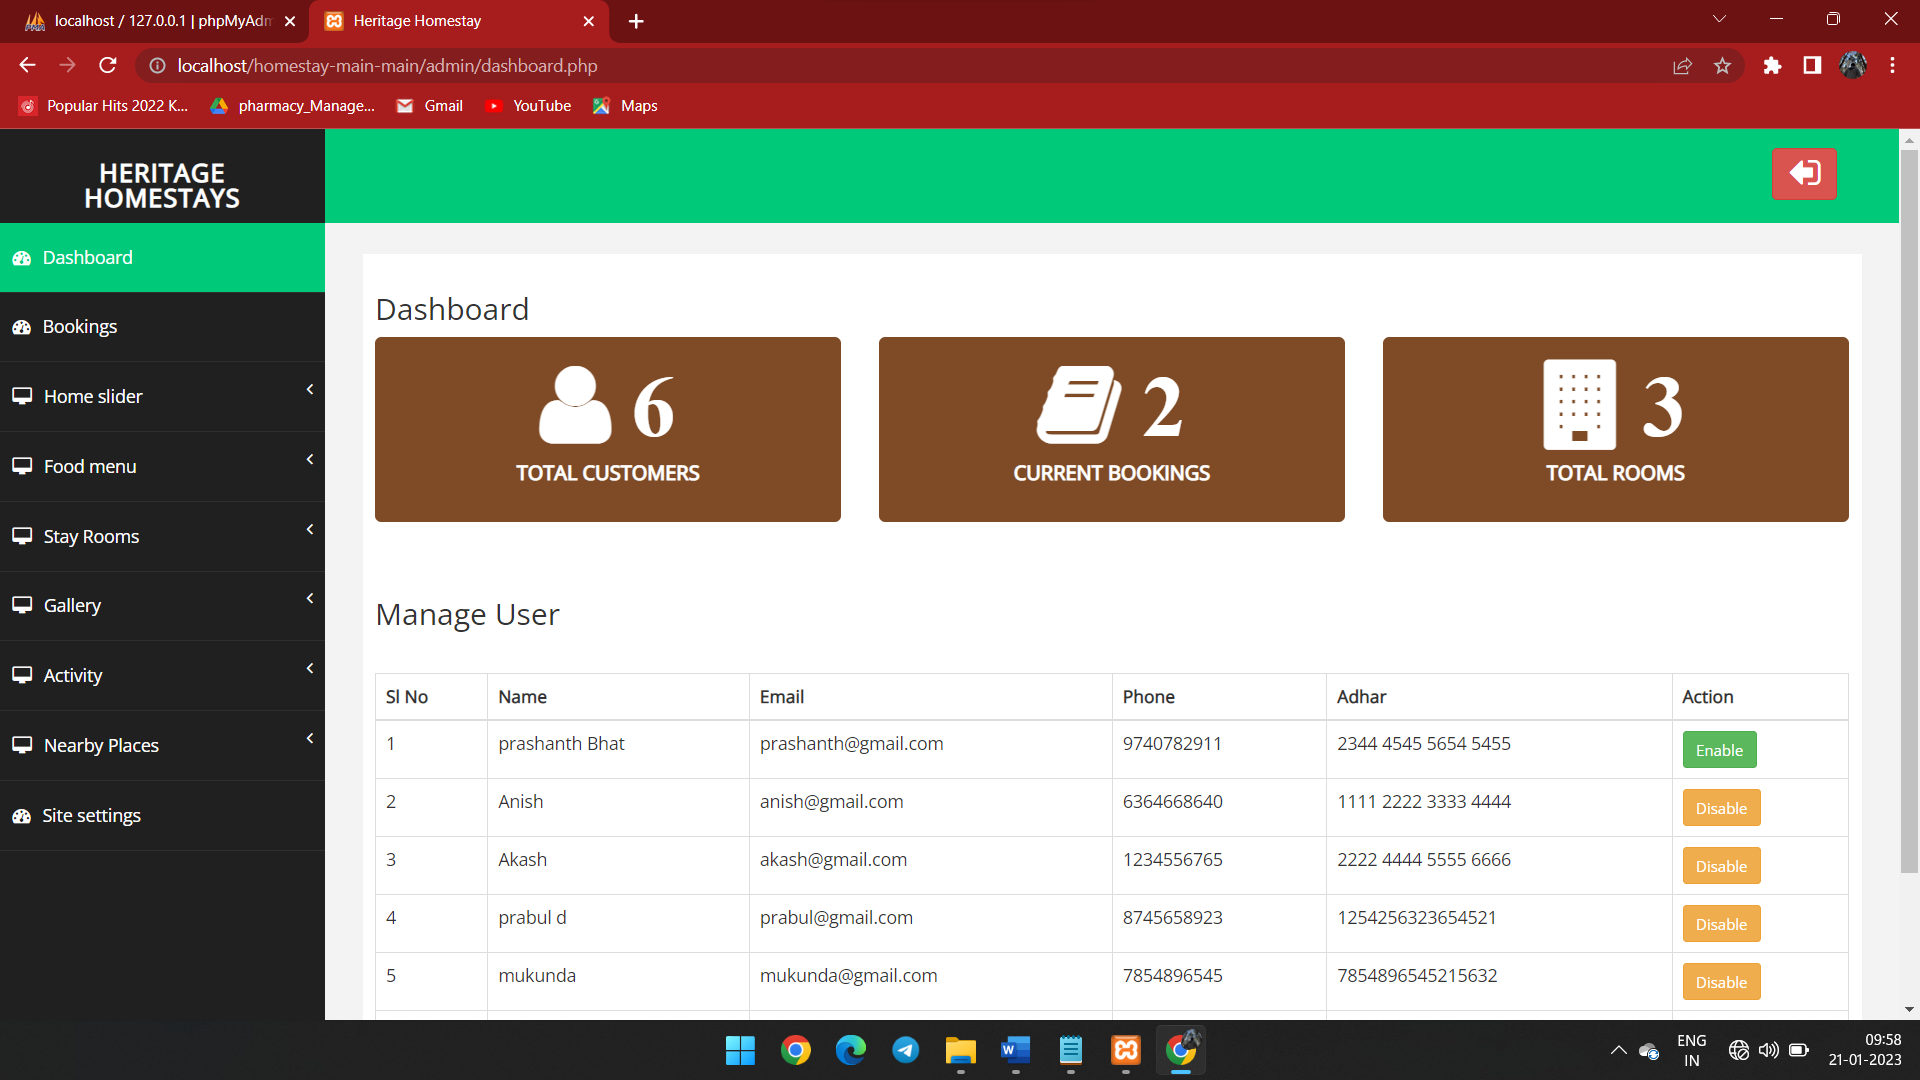 localhost / 127.0.0.1 | phpMyAdm
Heritage Homestay
localhost/homestay-main-main/admin/dashboard.php
Popular Hits 2022 K...
pharmacy_Manage...
Gmail
YouTube
Maps
HERITAGE
HOMESTAYS
Dashboard
Bookings
Home slider
Food menu
Stay Rooms
Gallery
Activity
Nearby Places
Site settings
Dashboard
6
TOTAL CUSTOMERS
2
CURRENT BOOKINGS
3
TOTAL ROOMS
Manage User
Sl No Name Email Phone Adhar Action
1 prashanth Bhat prashanth@gmail.com 9740782911 2344 4545 5654 5455 Enable
2 Anish anish@gmail.com 6364668640 1111 2222 3333 4444 Disable
3 Akash akash@gmail.com 1234556765 2222 4444 5555 6666 Disable
4 prabul d prabul@gmail.com 8745658923 1254256323654521 Disable
5 mukunda mukunda@gmail.com 7854896545 7854896545215632 Disable
ENG
IN
09:58
21-01-2023